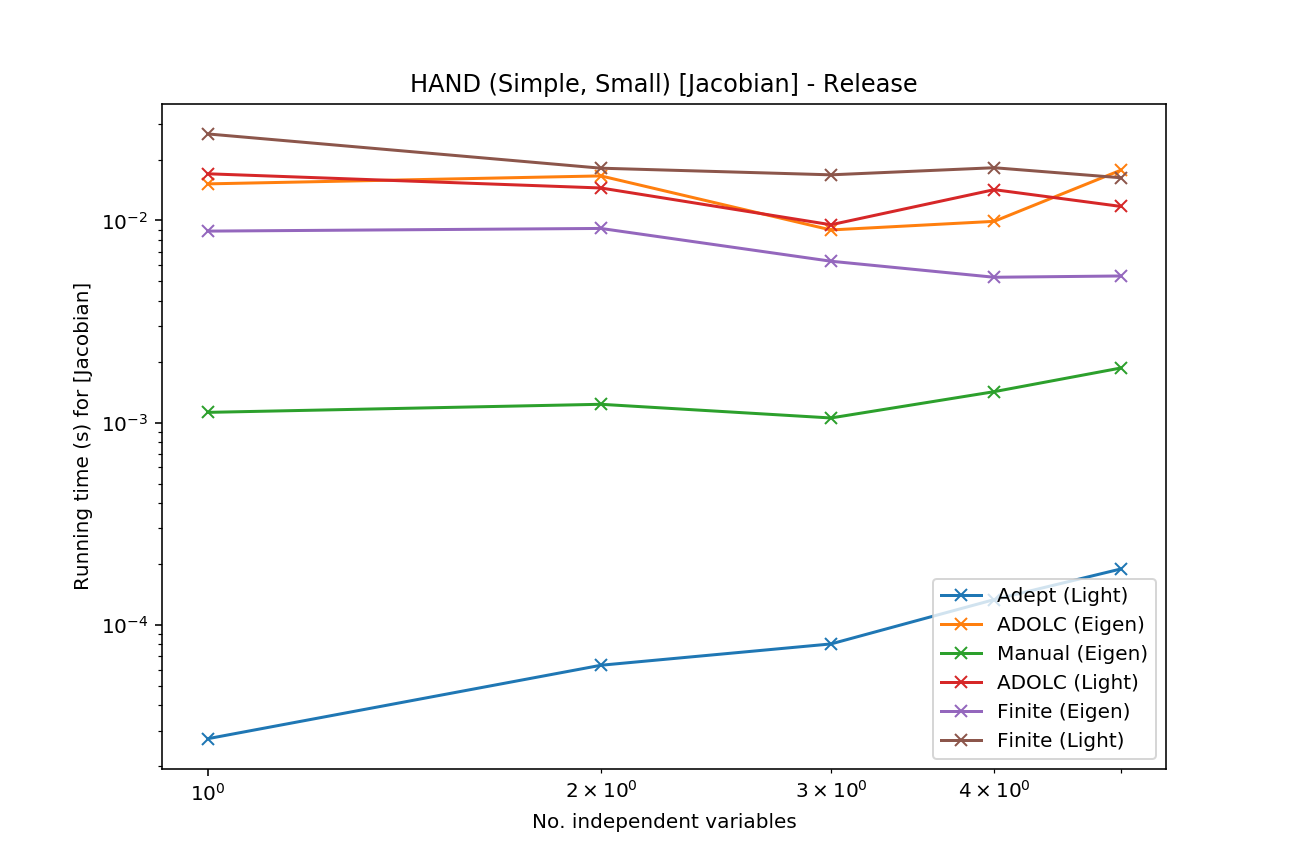 HAND (Simple, Small) [Jacobian] - Release
Running time (s) for [Jacobian]
10⁻²
10⁻³
10⁻⁴
Adept (Light)
ADOLC (Eigen)
Manual (Eigen)
ADOLC (Light)
Finite (Eigen)
Finite (Light)
10⁰
2 × 10⁰
3 × 10⁰
4 × 10⁰
No. independent variables